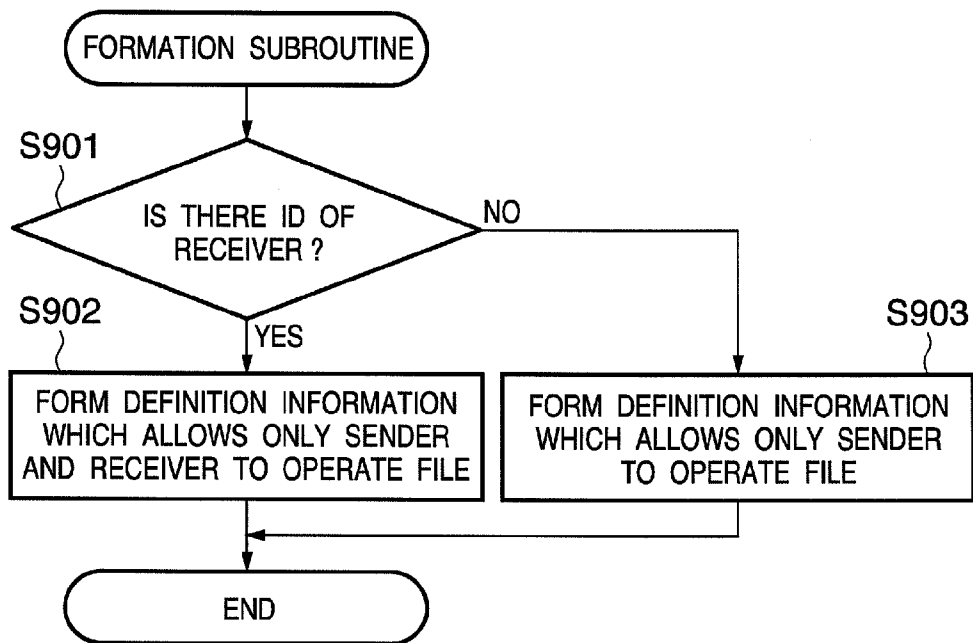 FORMATION SUBROUTINE
S901
IS THERE ID OF
RECEIVER ?
NO
S902
YES
S903
FORM DEFINITION INFORMATION
WHICH ALLOWS ONLY SENDER
AND RECEIVER TO OPERATE FILE
FORM DEFINITION INFORMATION
WHICH ALLOWS ONLY SENDER
TO OPERATE FILE
END